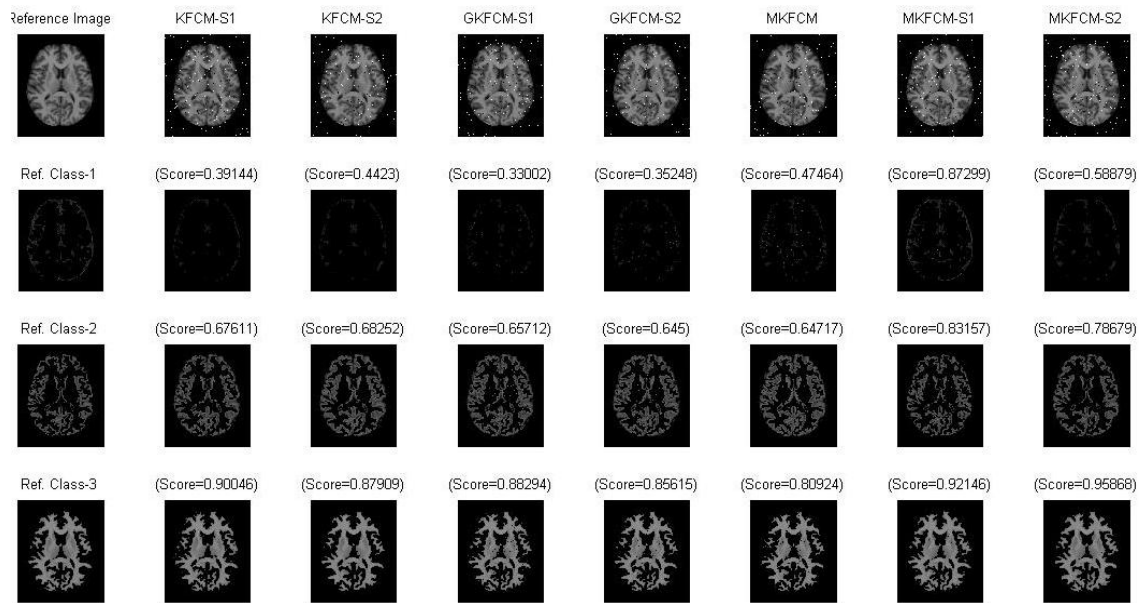 Reference Image KFCM-S1 KFCM-S2 GKFCM-S1 GKFCM-S2 MKFCM MKFCM-S1 MKFCM-S2
Ref. Class-1 (Score=0.39144) (Score=0.4423) (Score=0.33002) (Score=0.35248) (Score=0.47464) (Score=0.87299) (Score=0.58879)
Ref. Class-2 (Score=0.67611) (Score=0.68252) (Score=0.65712) (Score=0.645) (Score=0.64717) (Score=0.83157) (Score=0.78679)
Ref. Class-3 (Score=0.90046) (Score=0.87909) (Score=0.88294) (Score=0.85615) (Score=0.80924) (Score=0.92146) (Score=0.95868)